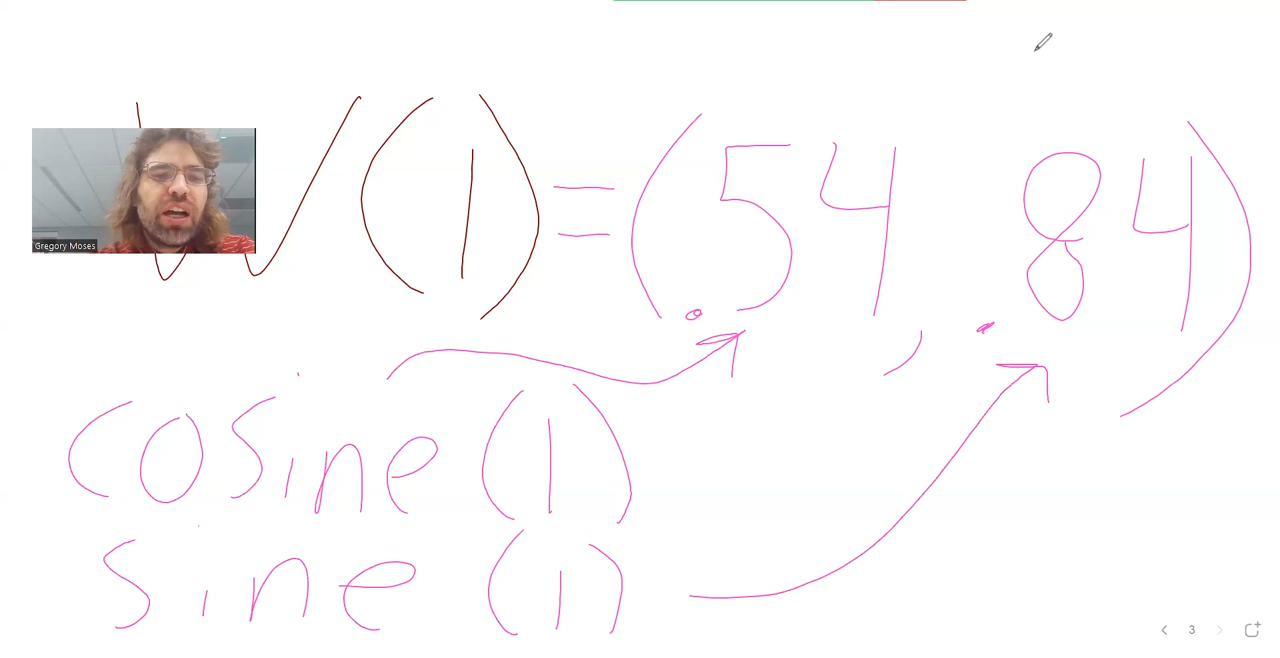 W(1) = (.54, .84)
Gregory Moses
cosine (1)
sine (1)
3